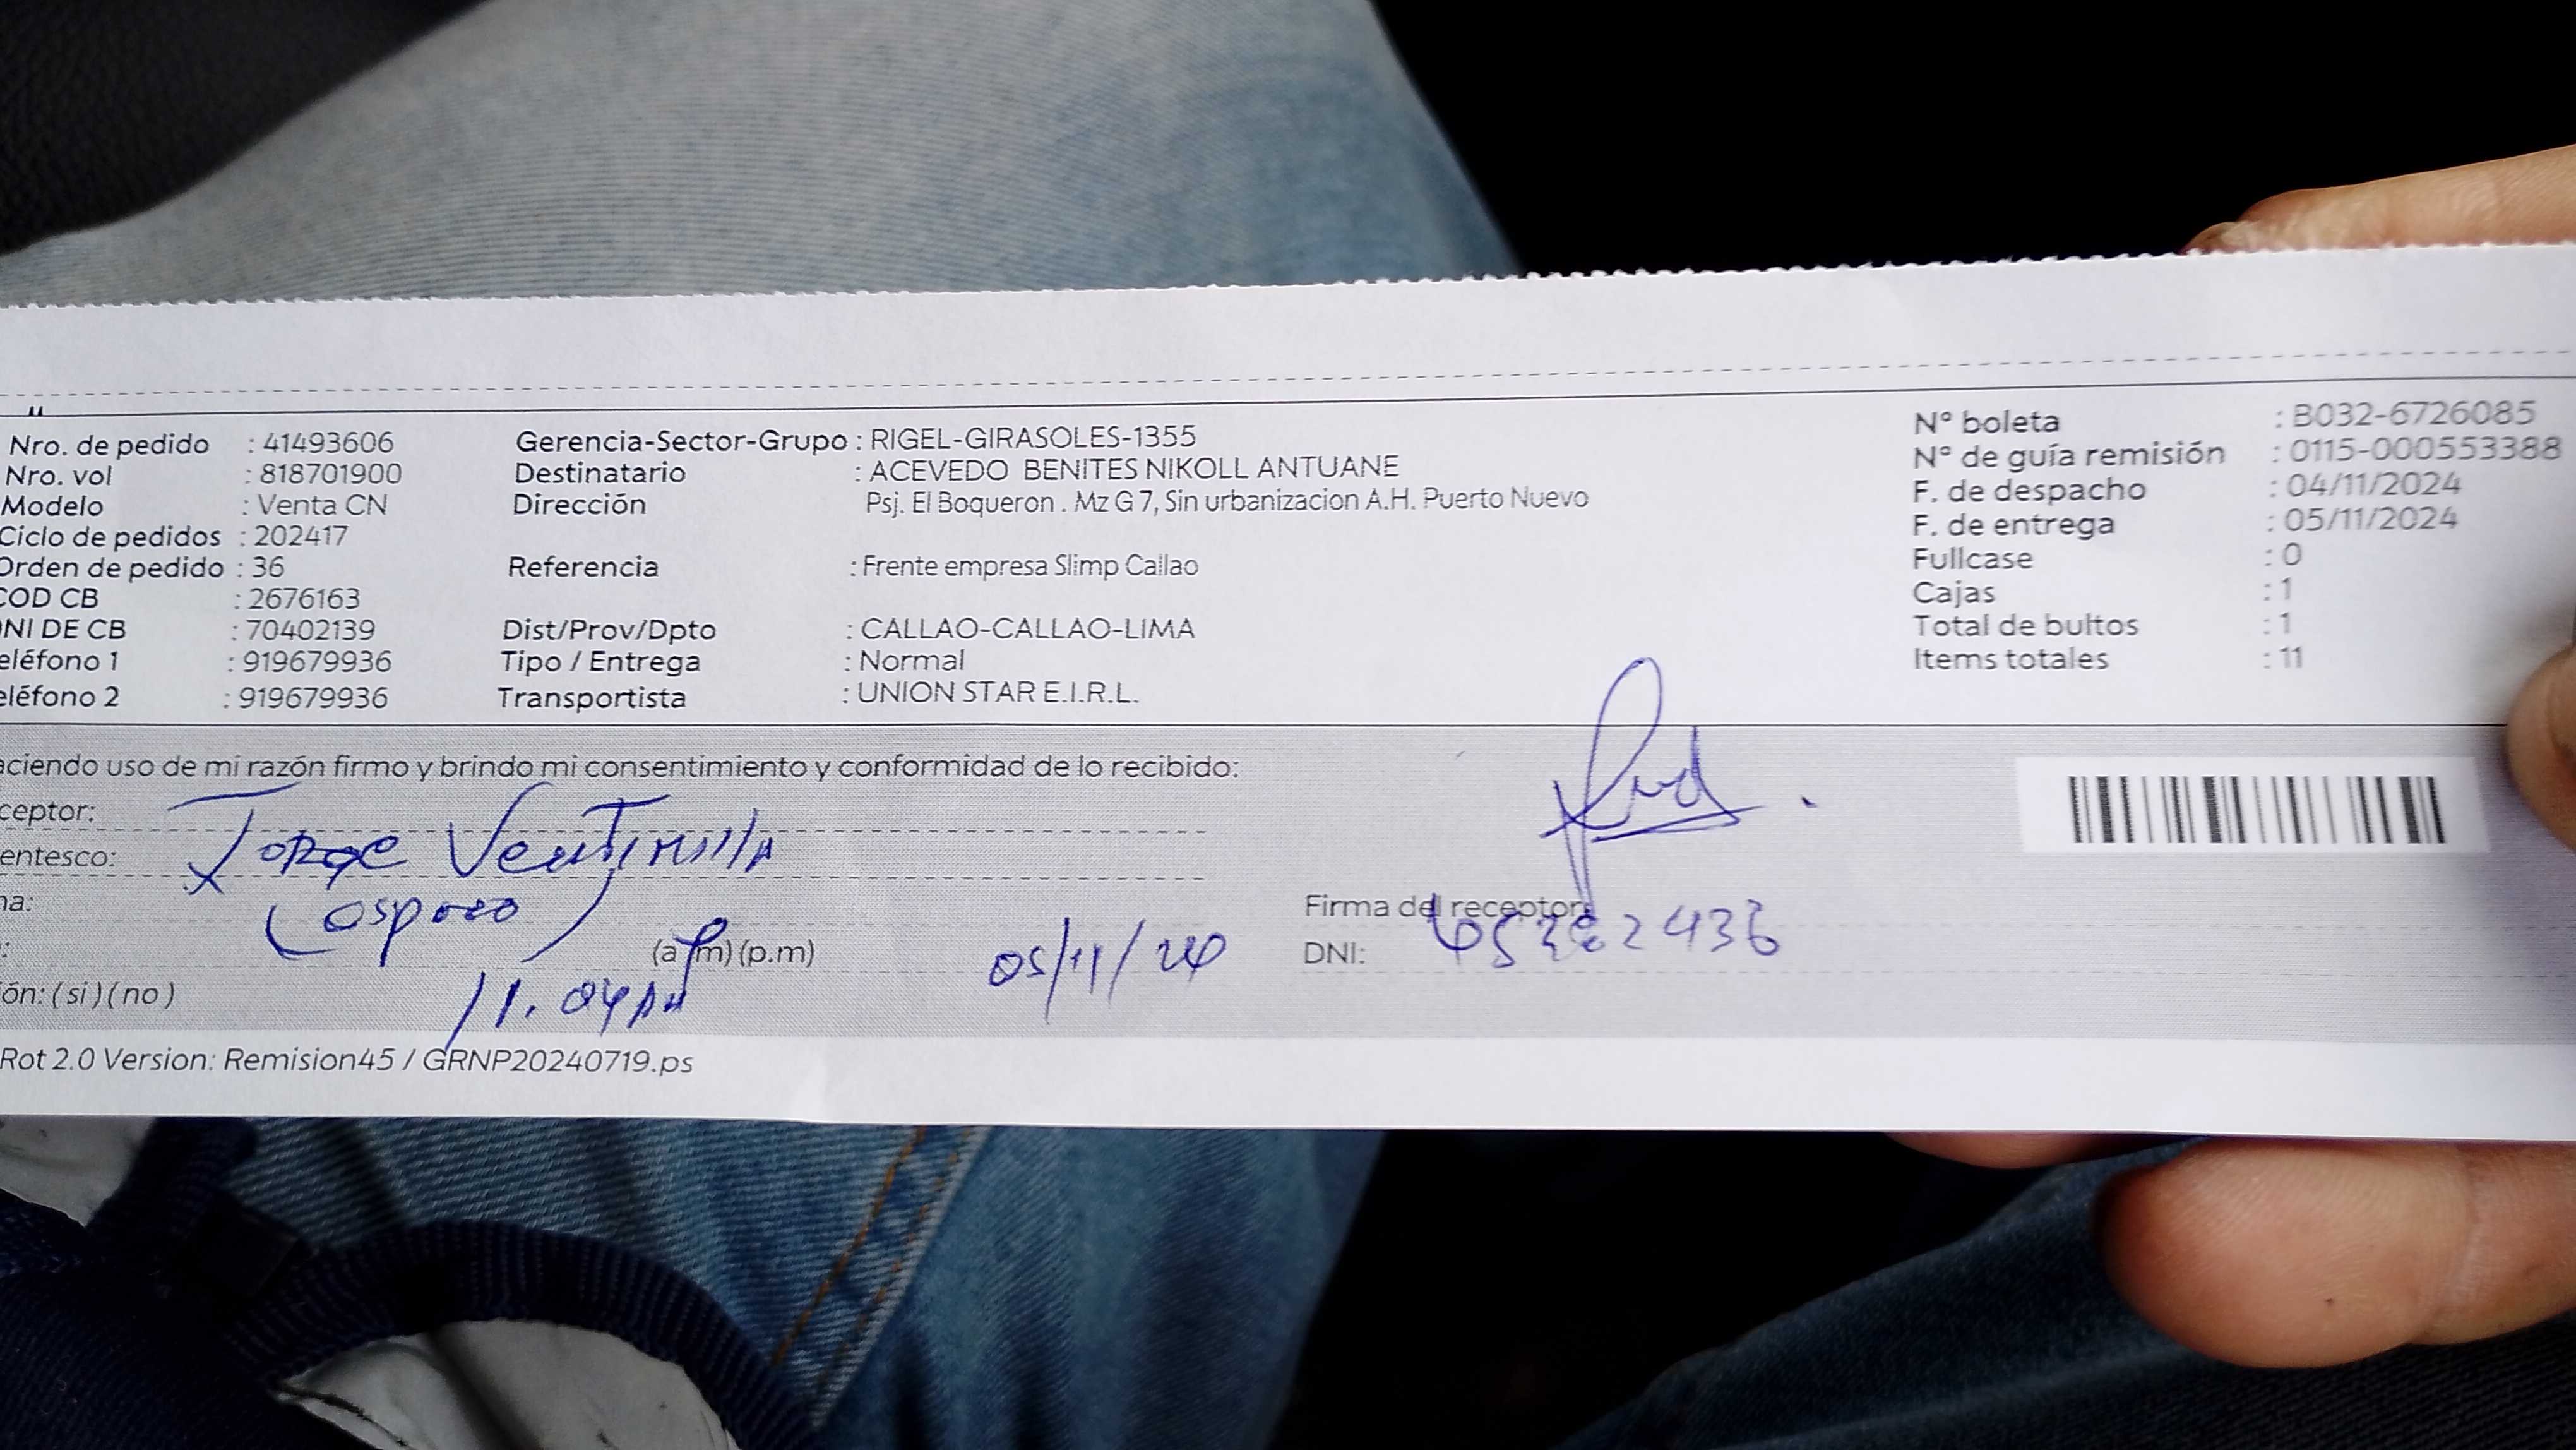 Nro. de pedido : 41493606
Nro. vol : 818701900
Modelo : Venta CN
Ciclo de pedidos : 202417
Orden de pedido : 36
COD CB : 2676163
NI DE CB : 70402139
eléfono 1 : 919679936
eléfono 2 : 919679936
Gerencia-Sector-Grupo : RIGEL-GIRASOLES-1355
Destinatario : ACEVEDO BENITES NIKOLL ANTUANE
Dirección Psj. El Boqueron . Mz G 7, Sin urbanizacion A.H. Puerto Nuevo
Referencia : Frente empresa Slimp Callao
Dist/Prov/Dpto : CALLAO-CALLAO-LIMA
Tipo / Entrega : Normal
Transportista : UNION STAR E.I.R.L.
N° boleta : B032-6726085
N° de guía remisión : 0115-000553388
F. de despacho : 04/11/2024
F. de entrega : 05/11/2024
Fullcase : 0
Cajas : 1
Total de bultos : 1
Items totales : 11
aciendo uso de mi razón firmo y brindo mi consentimiento y conformidad de lo recibido:
ceptor:
entesco: Jorge Ventimilla
na: (esposo)
: (a.m) (p.m) 05/11/24
ón: (si) (no) 11.04 AM
Firma del receptor
DNI:
Rot 2.0 Version: Remision45 / GRNP20240719.ps